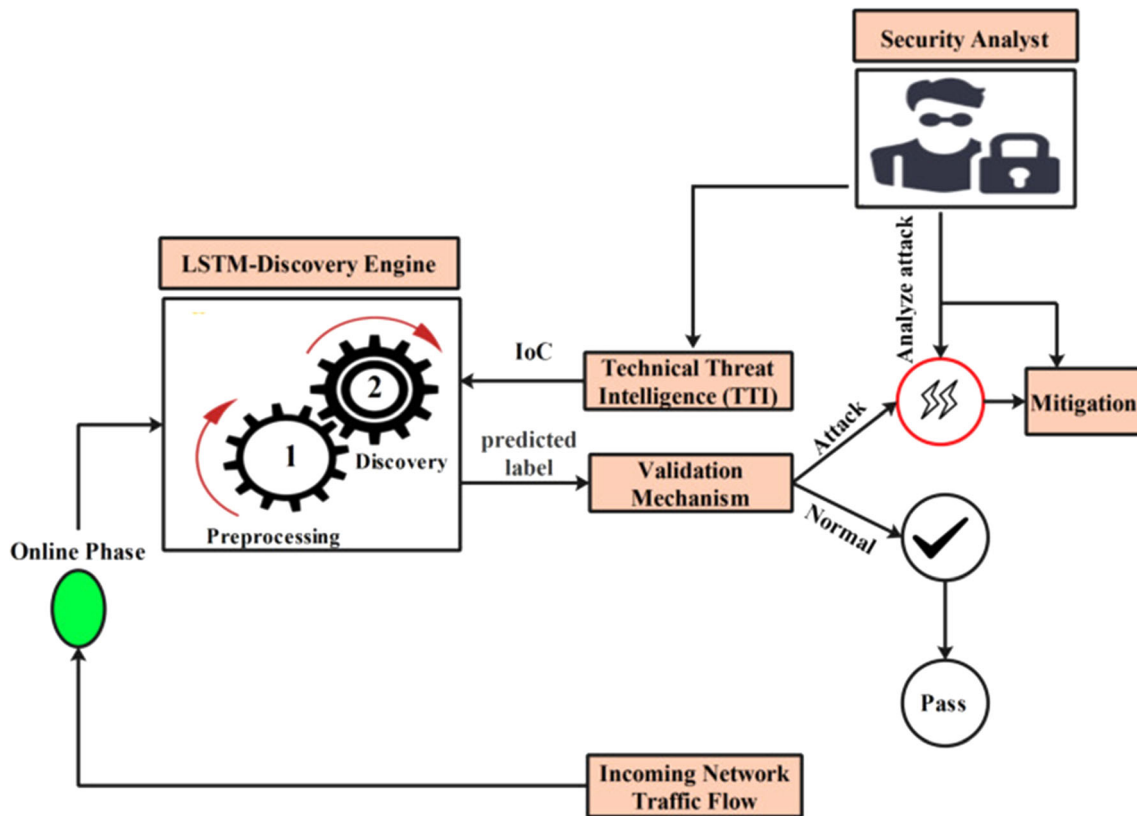 Security Analyst
LSTM-Discovery Engine
Analyze attack
IoC
Technical Threat
Intelligence (TTI)
Mitigation
2
1
Discovery
Preprocessing
predicted
label
Validation
Mechanism
Attack
Normal
Online Phase
Pass
Incoming Network
Traffic Flow